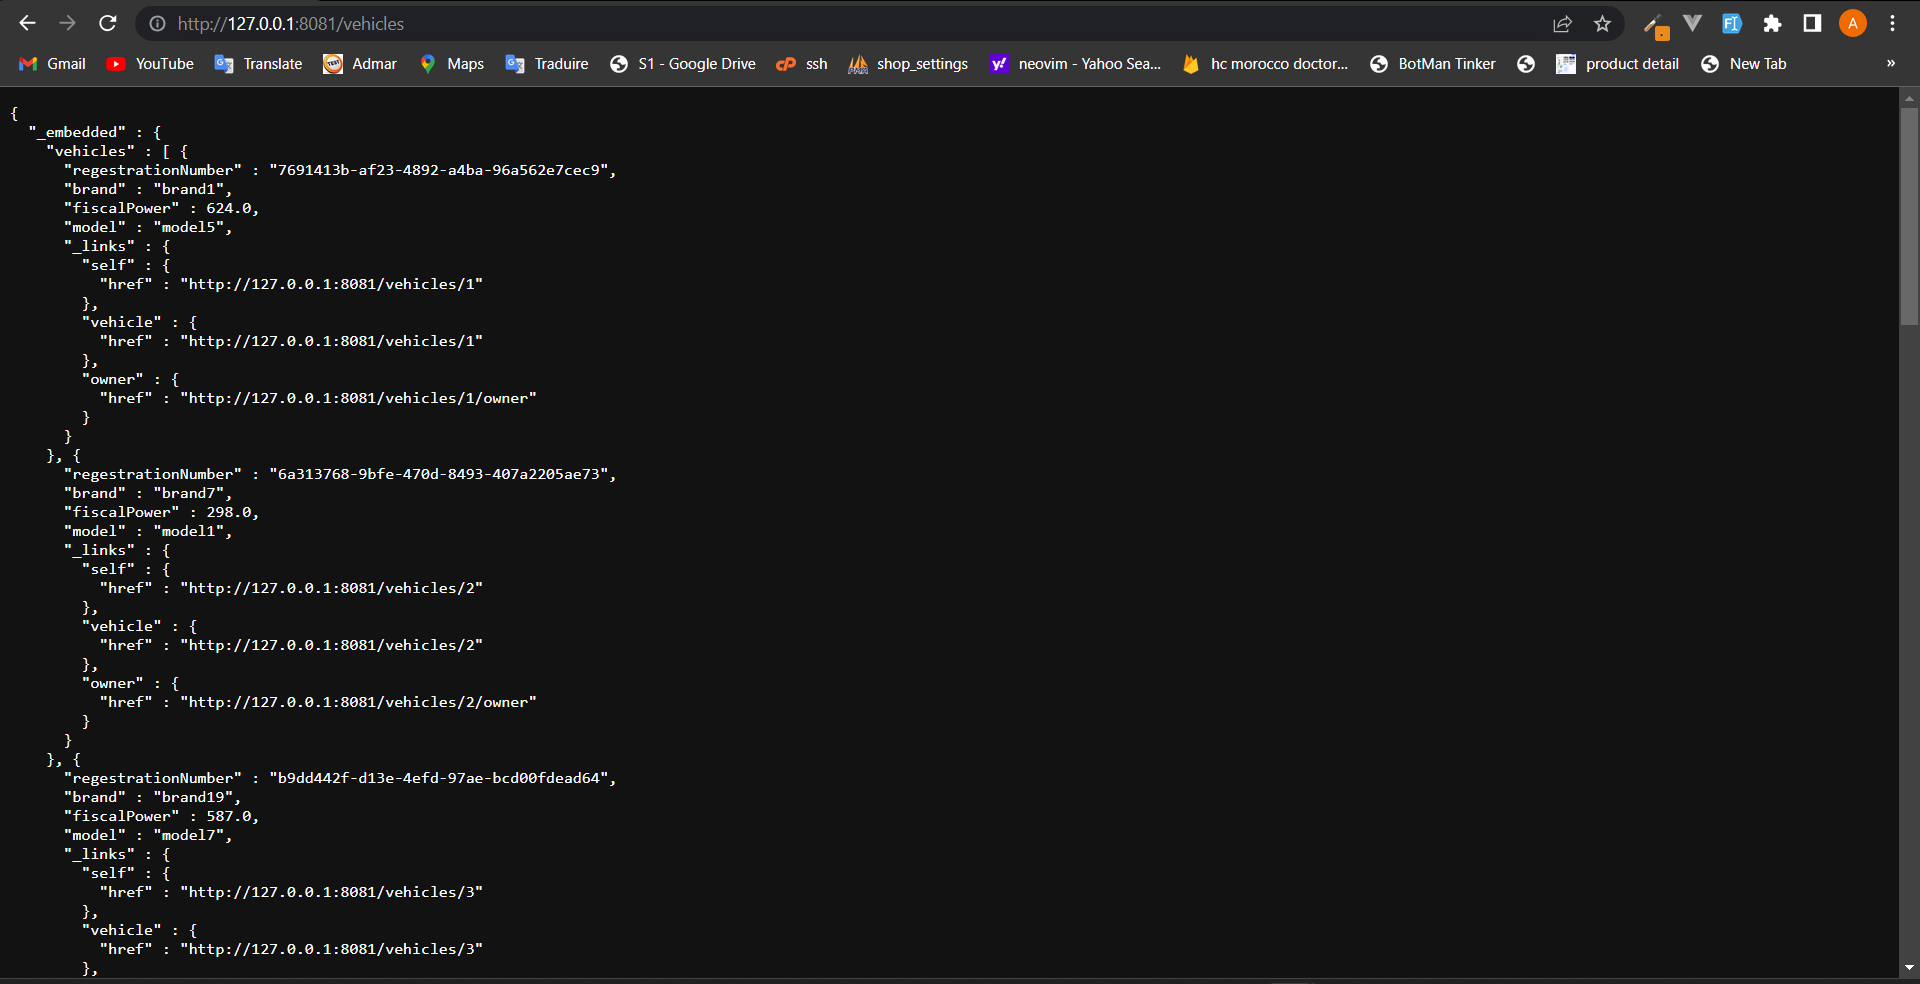 http://127.0.0.1:8081/vehicles
A
Gmail YouTube Translate Admar Maps Traduire S1 - Google Drive ssh shop_settings neovim - Yahoo Sea... hc morocco doctor... BotMan Tinker product detail New Tab »
{
  "_embedded" : {
    "vehicles" : [ {
      "regestrationNumber" : "7691413b-af23-4892-a4ba-96a562e7cec9",
      "brand" : "brand1",
      "fiscalPower" : 624.0,
      "model" : "model5",
      "_links" : {
        "self" : {
          "href" : "http://127.0.0.1:8081/vehicles/1"
        },
        "vehicle" : {
          "href" : "http://127.0.0.1:8081/vehicles/1"
        },
        "owner" : {
          "href" : "http://127.0.0.1:8081/vehicles/1/owner"
        }
      }
    }, {
      "regestrationNumber" : "6a313768-9bfe-470d-8493-407a2205ae73",
      "brand" : "brand7",
      "fiscalPower" : 298.0,
      "model" : "model1",
      "_links" : {
        "self" : {
          "href" : "http://127.0.0.1:8081/vehicles/2"
        },
        "vehicle" : {
          "href" : "http://127.0.0.1:8081/vehicles/2"
        },
        "owner" : {
          "href" : "http://127.0.0.1:8081/vehicles/2/owner"
        }
      }
    }, {
      "regestrationNumber" : "b9dd442f-d13e-4efd-97ae-bcd00fdead64",
      "brand" : "brand19",
      "fiscalPower" : 587.0,
      "model" : "model7",
      "_links" : {
        "self" : {
          "href" : "http://127.0.0.1:8081/vehicles/3"
        },
        "vehicle" : {
          "href" : "http://127.0.0.1:8081/vehicles/3"
        },